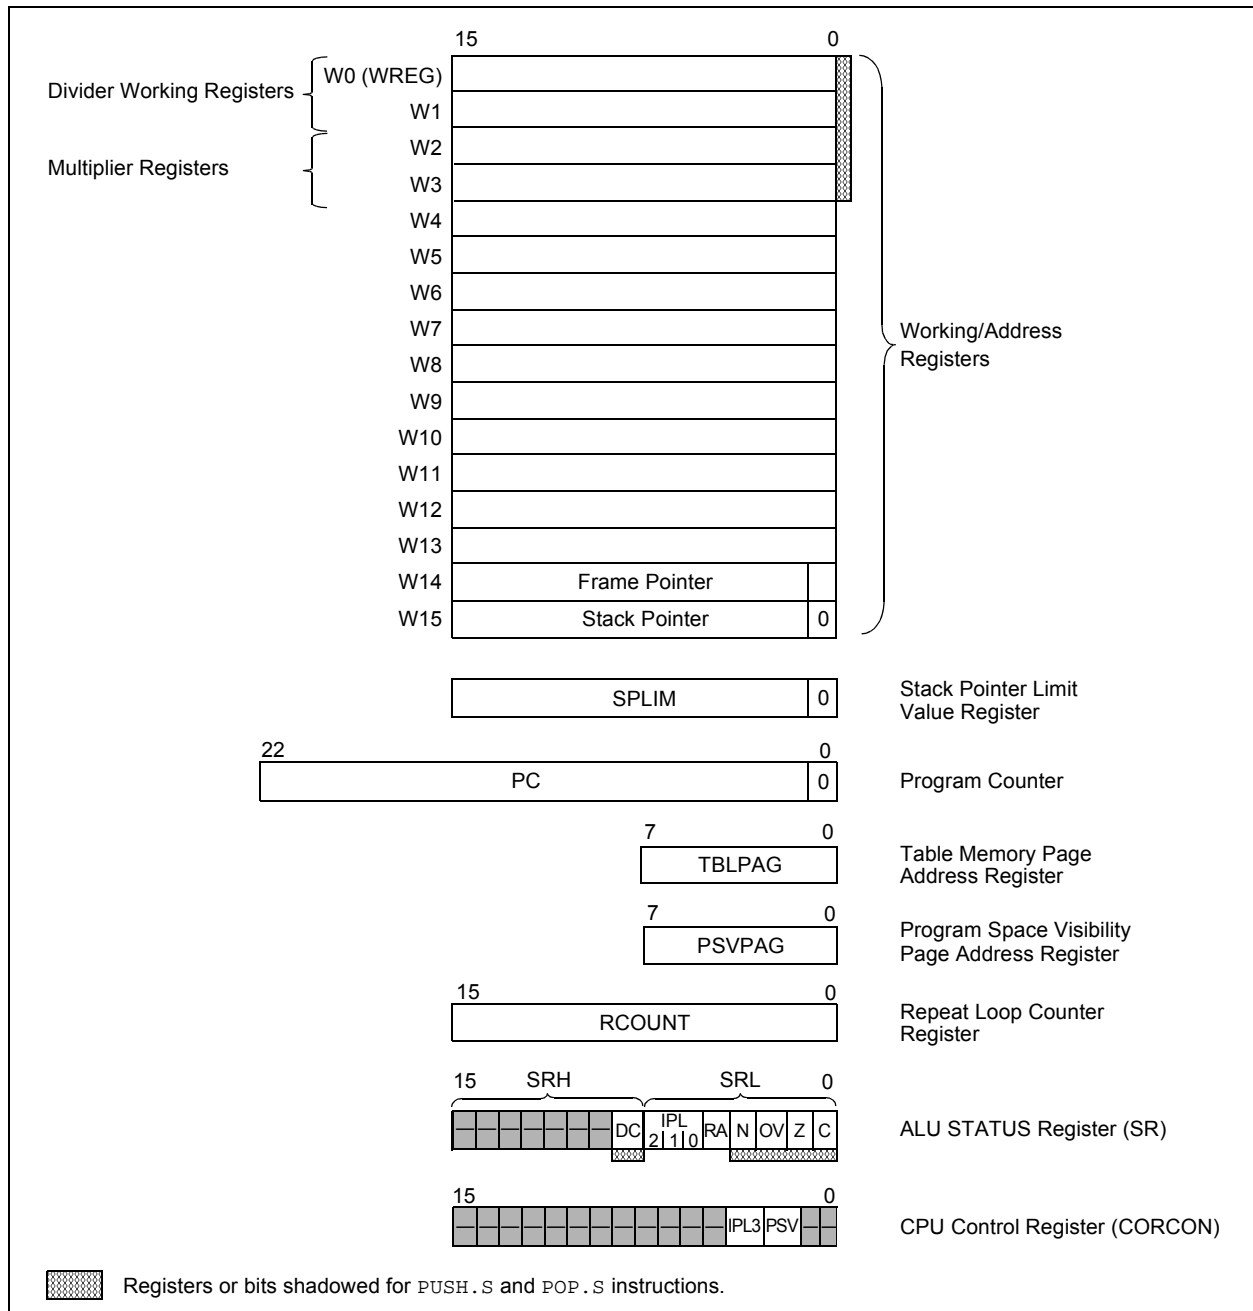 15 0
W0 (WREG)
Divider Working Registers
W1
W2
Multiplier Registers
W3
W4
W5
W6
W7
Working/Address
Registers
W8
W9
W10
W11
W12
W13
W14 Frame Pointer
W15 Stack Pointer 0
SPLIM 0 Stack Pointer Limit
Value Register
22 0
PC 0 Program Counter
7 0
TBLPAG Table Memory Page
Address Register
7 0
PSVPAG Program Space Visibility
Page Address Register
15 0
RCOUNT Repeat Loop Counter
Register
15 SRH SRL 0
— — — — — — — DC IPL 2 1 0 RA N OV Z C ALU STATUS Register (SR)
15 0
— — — — — — — — — — — — IPL3 PSV — — CPU Control Register (CORCON)
Registers or bits shadowed for PUSH.S and POP.S instructions.